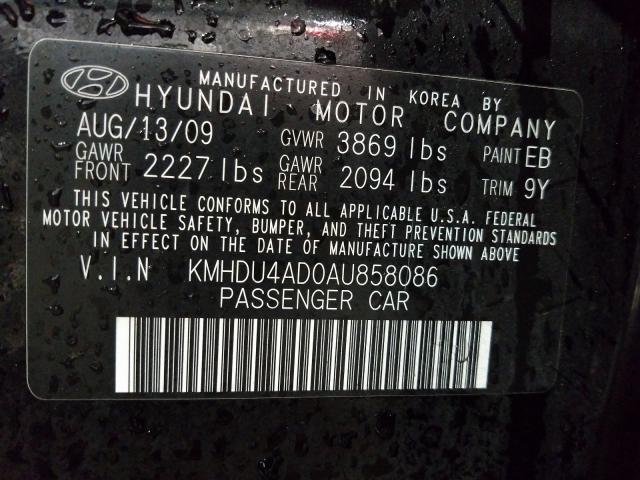 MANUFACTURED IN KOREA BY
HYUNDAI MOTOR COMPANY
AUG/13/09 GVWR 3869 lbs PAINT EB
GAWR FRONT 2227 lbs GAWR REAR 2094 lbs TRIM 9Y
THIS VEHICLE CONFORMS TO ALL APPLICABLE U.S.A. FEDERAL
MOTOR VEHICLE SAFETY, BUMPER, AND THEFT PREVENTION STANDARDS
IN EFFECT ON THE DATE OF MANUFACTURE SHOWN ABOVE
V.I.N KMHDU4AD0AU858086
PASSENGER CAR